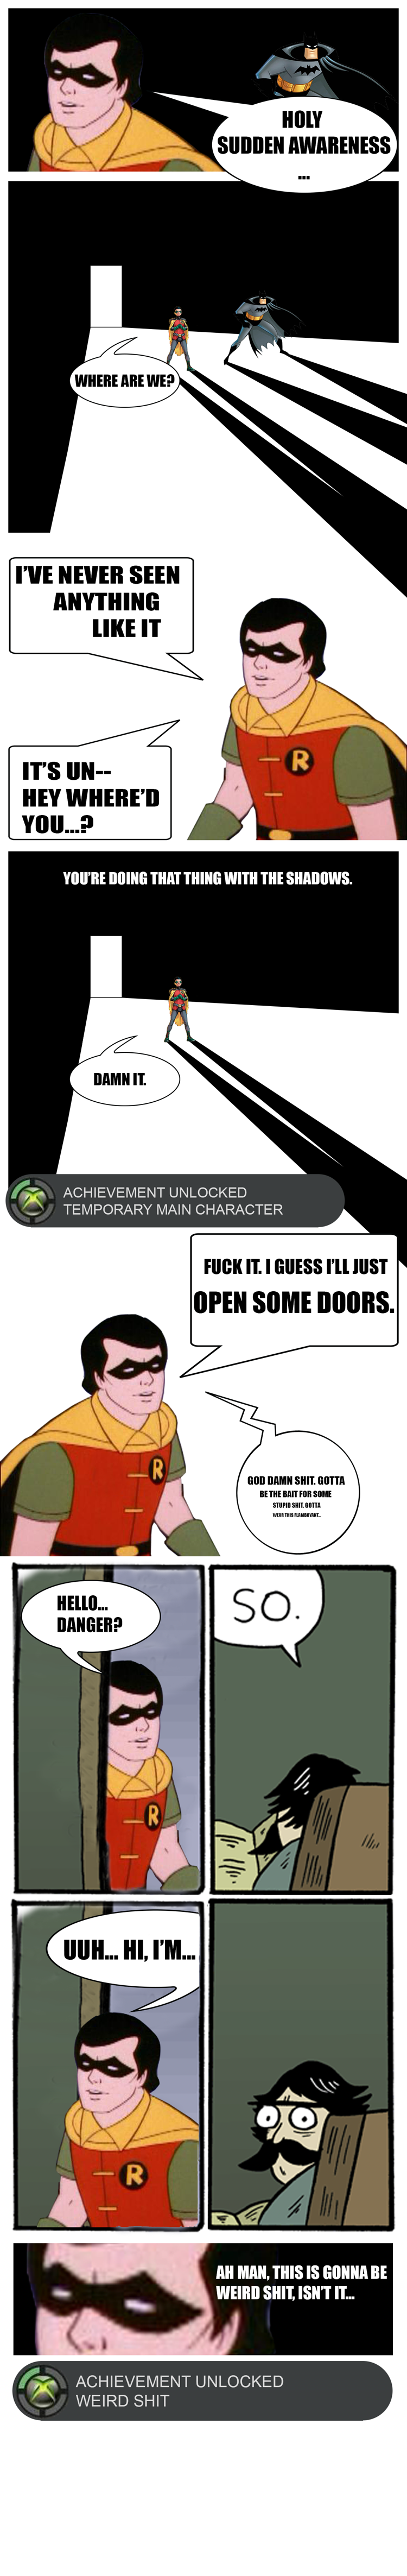 HOLY
SUDDEN AWARENESS
...
WHERE ARE WE?
I'VE NEVER SEEN
ANYTHING
LIKE IT
IT'S UN--
HEY WHERE'D
YOU...?
YOU'RE DOING THAT THING WITH THE SHADOWS.
DAMN IT.
ACHIEVEMENT UNLOCKED
TEMPORARY MAIN CHARACTER
FUCK IT. I GUESS I'LL JUST
OPEN SOME DOORS.
R
GOD DAMN SHIT. GOTTA
BE THE BAIT FOR SOME
STUPID SHIT. GOTTA
WEAR THIS FLAMBOYANT..
HELLO...
DANGER?
SO.
R
UUH... HI, I'M...
R
AH MAN, THIS IS GONNA BE
WEIRD SHIT, ISN'T IT...
ACHIEVEMENT UNLOCKED
WEIRD SHIT